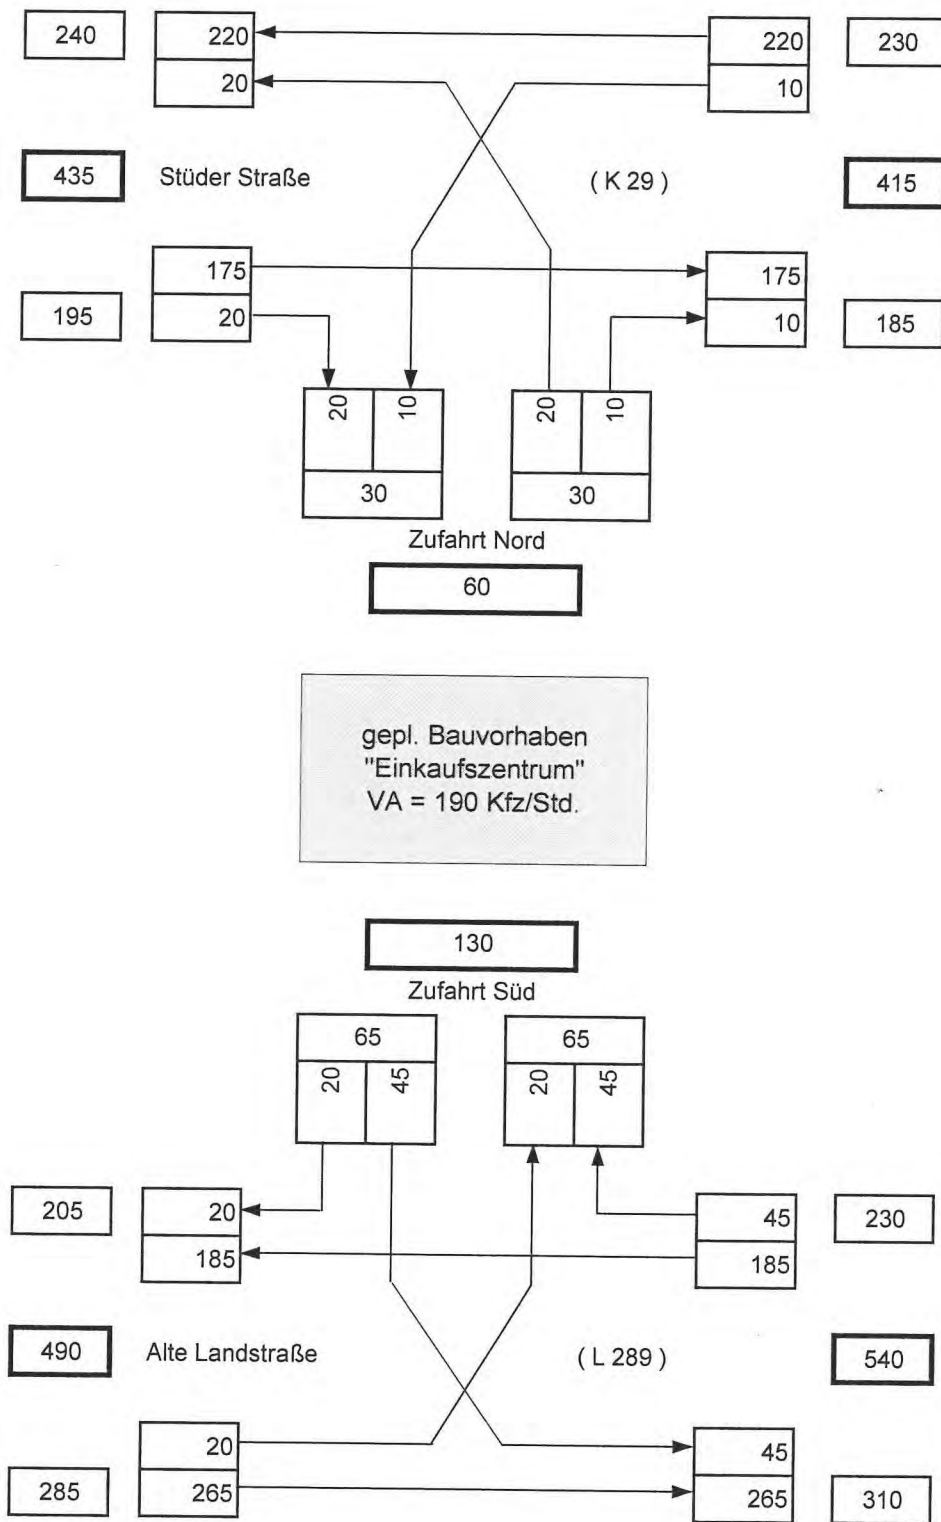 240 220 220 230
20 10
435 Stüder Straße ( K 29 ) 415
175 175
195 20 10 185
20 10 20 10
30 30
Zufahrt Nord
60
gepl. Bauvorhaben
"Einkaufszentrum"
VA = 190 Kfz/Std.
130
Zufahrt Süd
65 65
20 45 20 45
205 20 45 230
185 185
490 Alte Landstraße ( L 289 ) 540
20 45
285 265 265 310